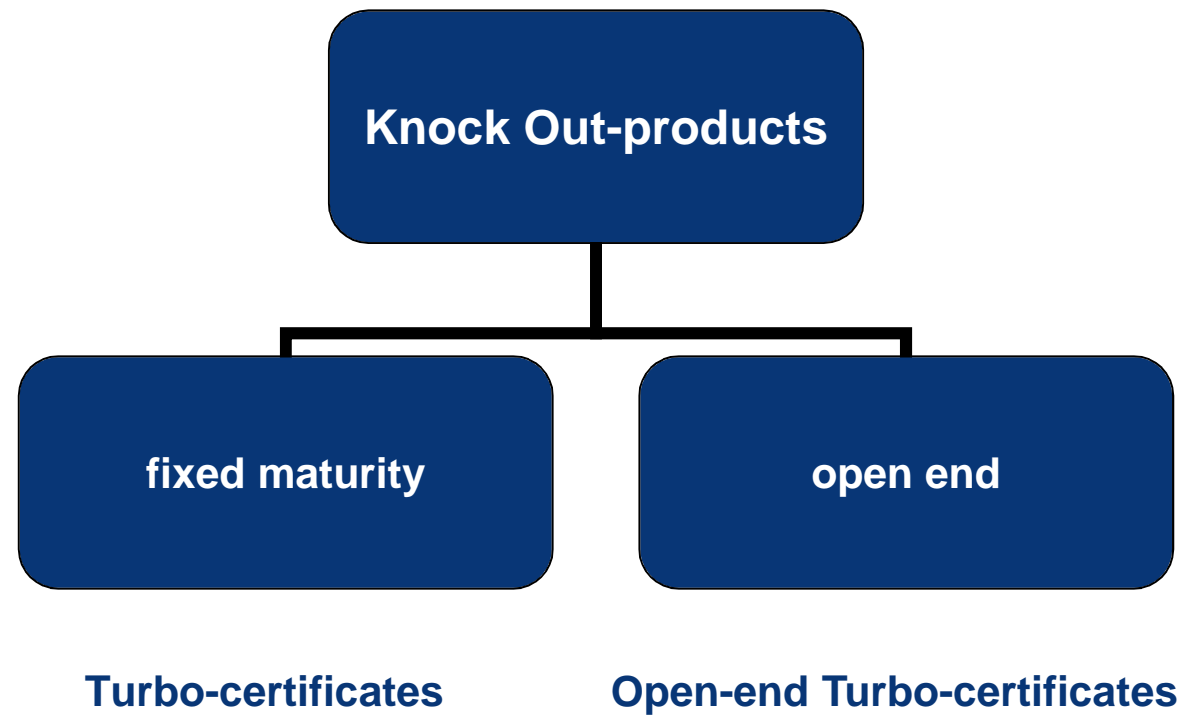 Knock Out-products
fixed maturity
open end
Turbo-certificates
Open-end Turbo-certificates